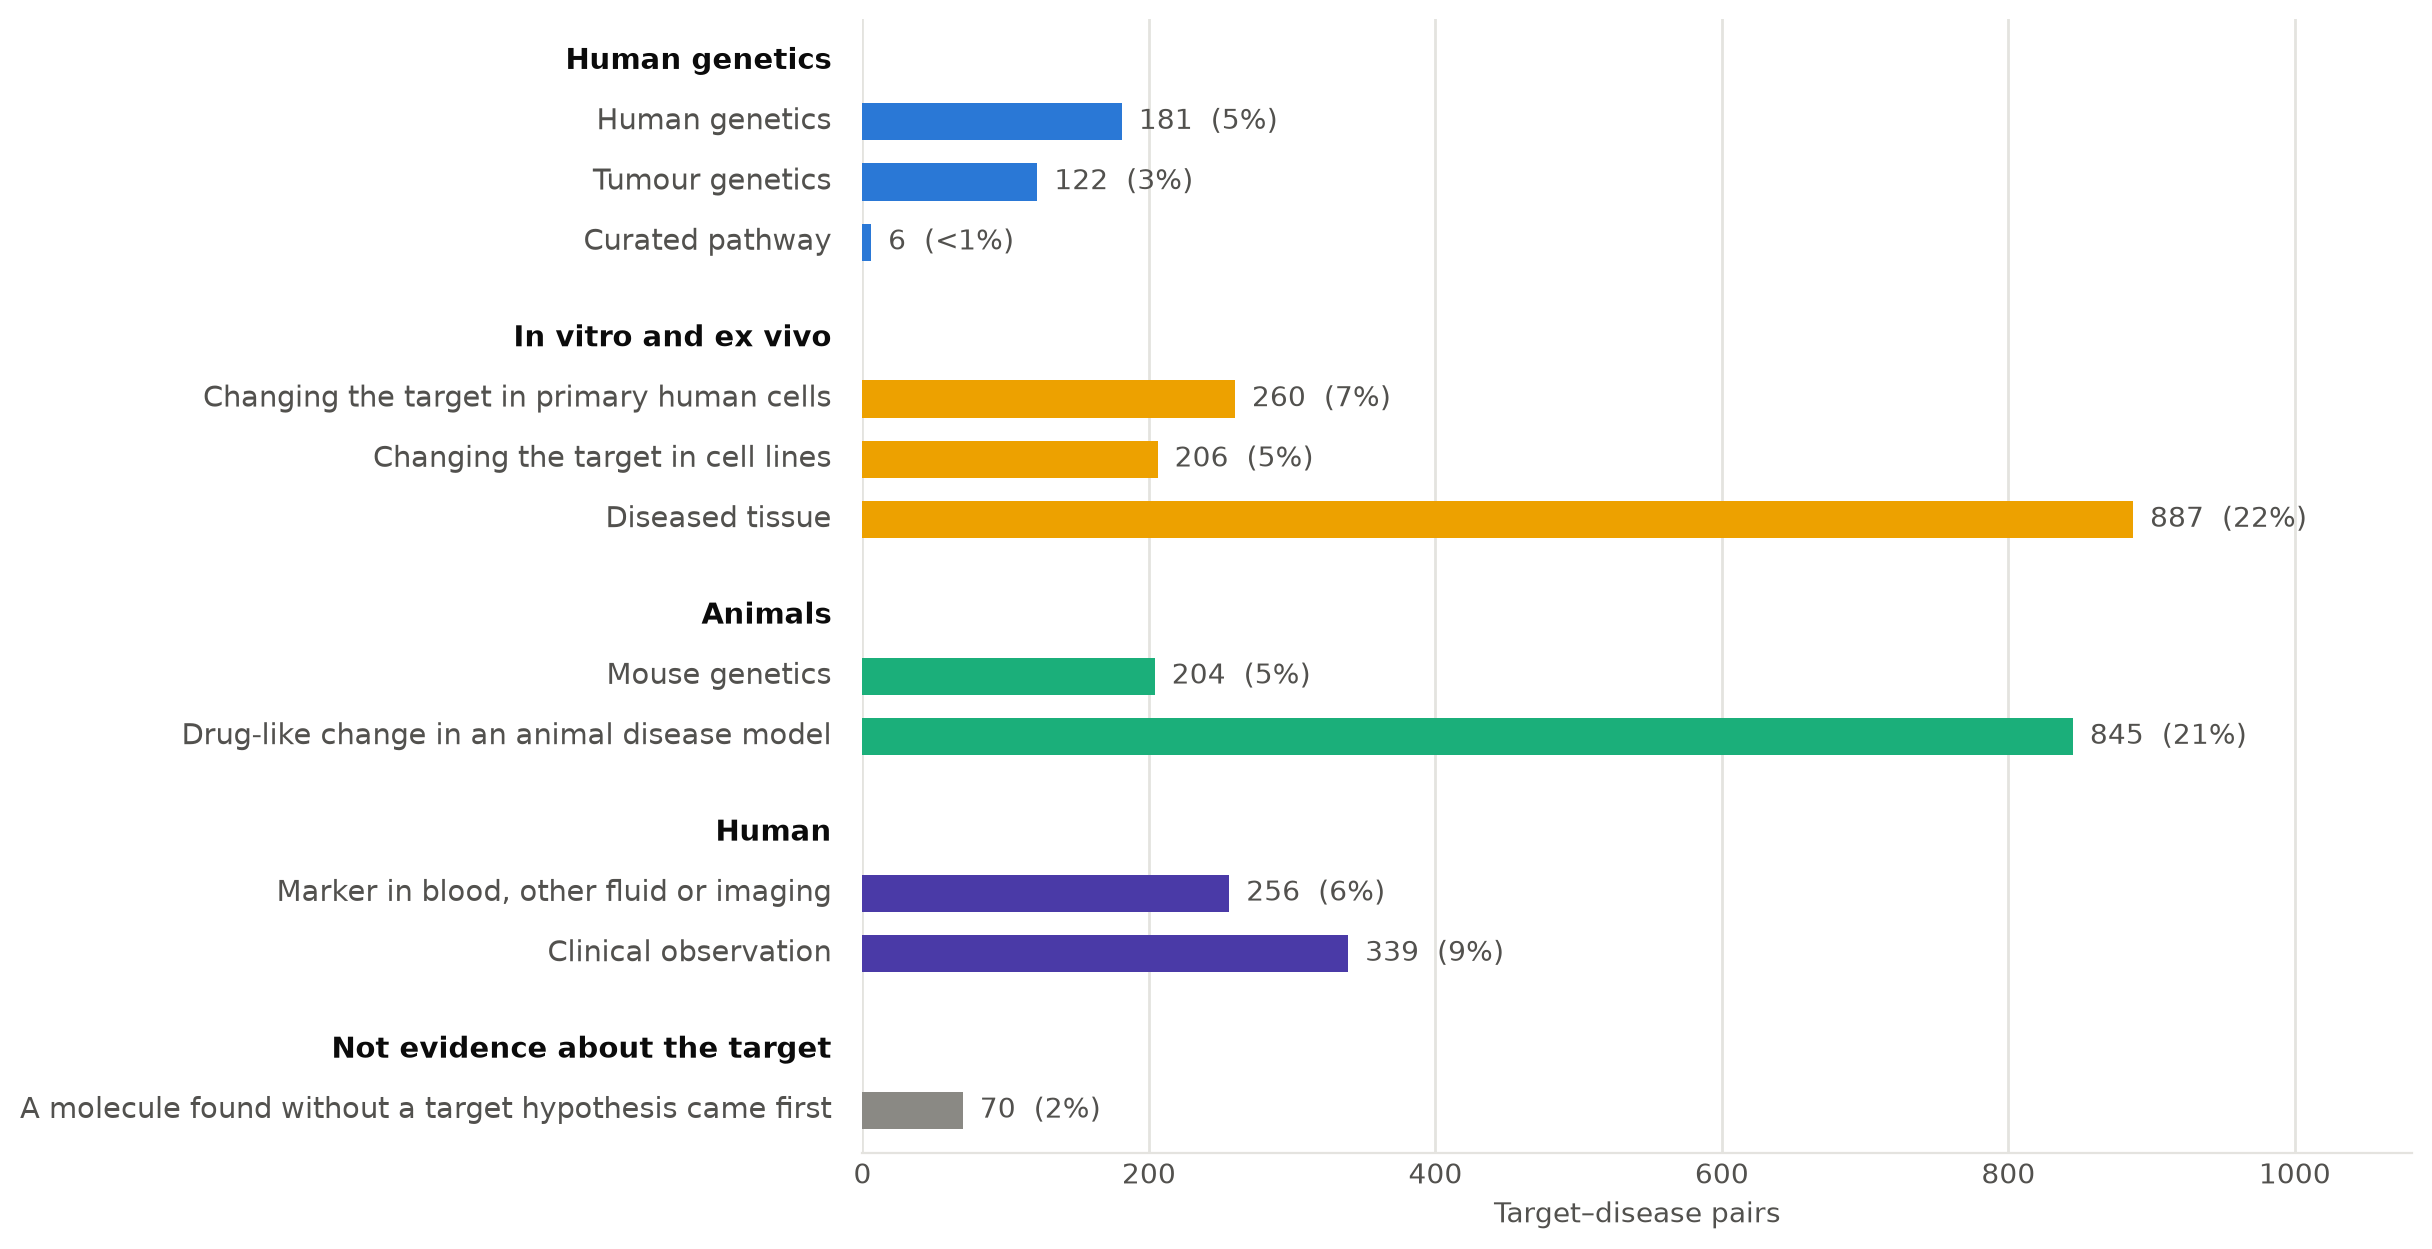 Human genetics
Human genetics 181 (5%)
Tumour genetics 122 (3%)
Curated pathway 6 (<1%)
In vitro and ex vivo
Changing the target in primary human cells 260 (7%)
Changing the target in cell lines 206 (5%)
Diseased tissue 887 (22%)
Animals
Mouse genetics 204 (5%)
Drug-like change in an animal disease model 845 (21%)
Human
Marker in blood, other fluid or imaging 256 (6%)
Clinical observation 339 (9%)
Not evidence about the target
A molecule found without a target hypothesis came first 70 (2%)
0 200 400 600 800 1000
Target–disease pairs